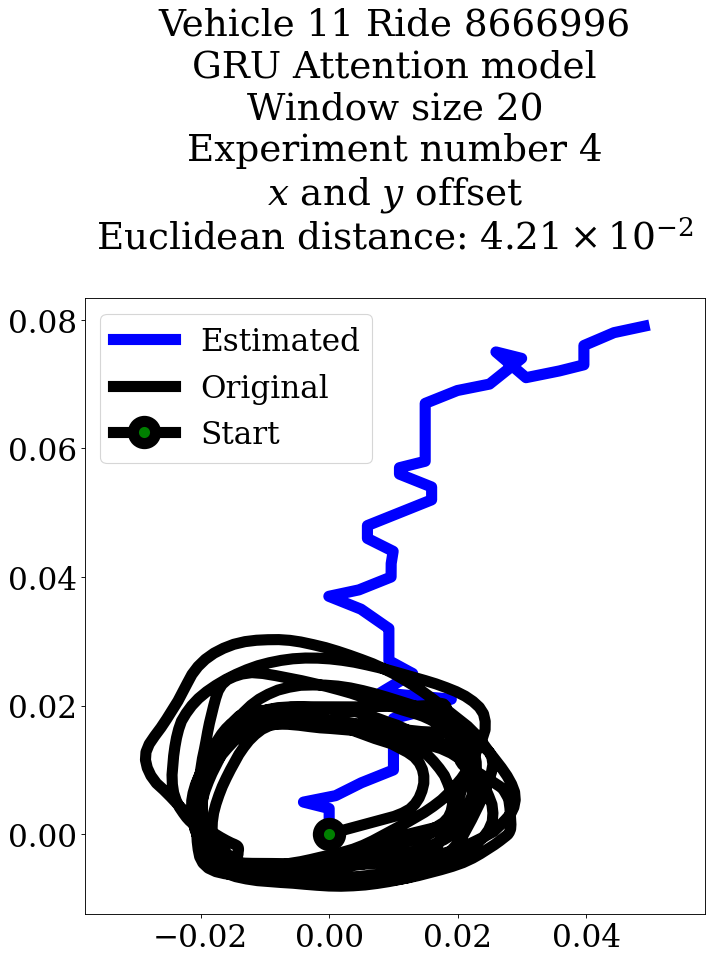 Vehicle 11 Ride 8666996
GRU Attention model
Window size 20
Experiment number 4
x and y offset
Euclidean distance: 4.21 × 10⁻²
0.08
0.06
0.04
0.02
0.00
Estimated
Original
Start
−0.02
0.00
0.02
0.04